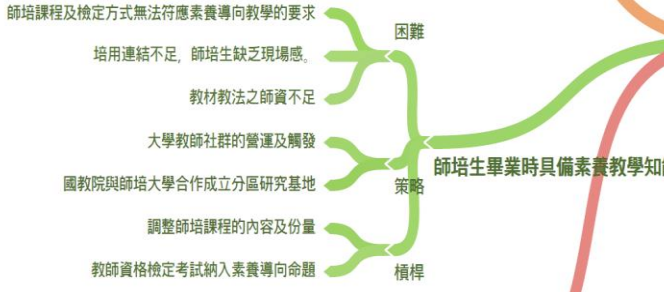 師培課程及檢定方式無法符應素養導向教學的要求
困難
培用連結不足，師培生缺乏現場感。
教材教法之師資不足
大學教師社群的營運及觸發
師培生畢業時具備素養教學知
國教院與師培大學合作成立分區研究基地
策略
調整師培課程的內容及份量
教師資格檢定考試納入素養導向命題
槓桿